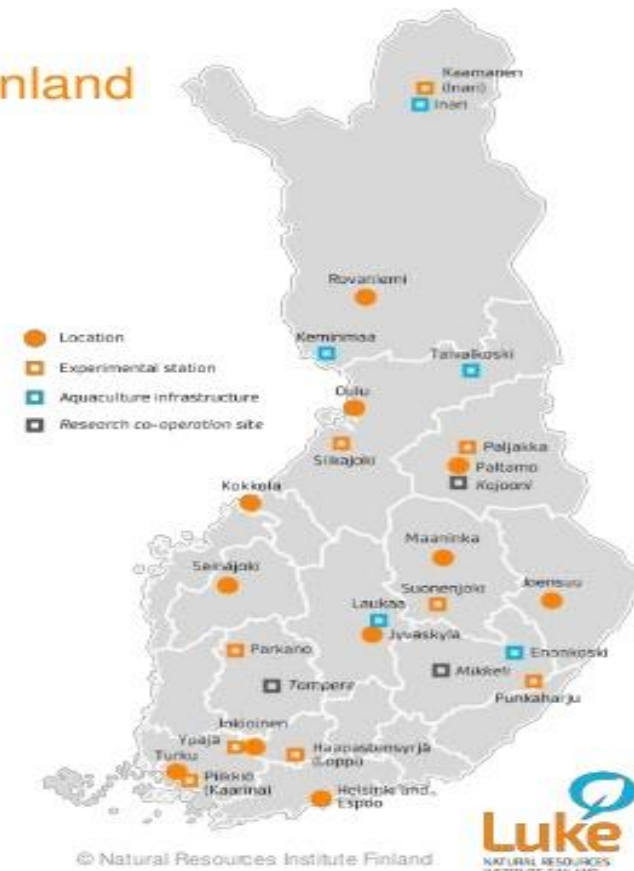 nland
Kaamanen
(Inari)
Inari
Rovaniemi
Keminmaa
Taivalkoski
Location
Experimental station
Aquaculture infrastructure
Research co-operation site
Oulu
Siikajoki
Paljakka
Paltamo
Kajaani
Kokkola
Maaninka
Seinäjoki
Suonenjoki
Joensuu
Laukaa
Jyväskylä
Enonkoski
Parkano
Mikkeli
Tampere
Punkaharju
Jokioinen
Ypäjä
Haapastensyrjä
(Loppi)
Turku
Piikkiö
(Kaarina)
Helsinki and
Espoo
Luke
NATURAL RESOURCES
INSTITUTE FINLAND
© Natural Resources Institute Finland